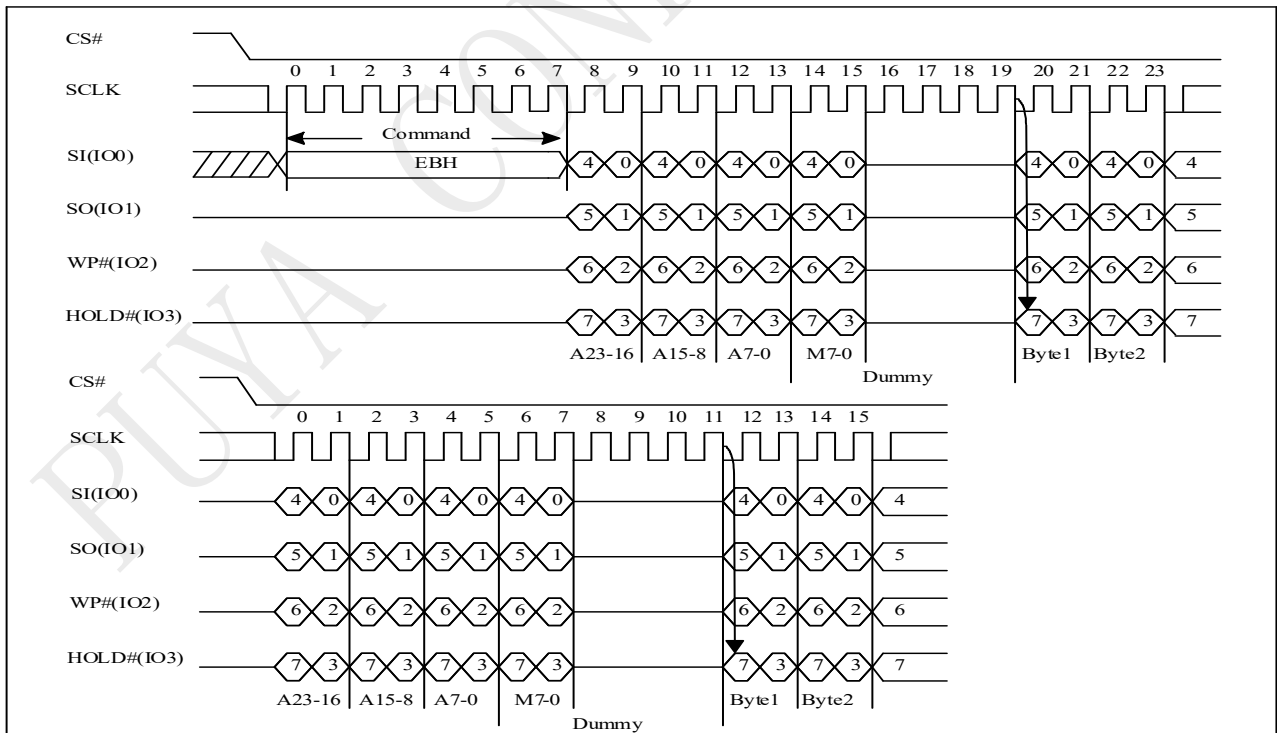 CS#
0 1 2 3 4 5 6 7 8 9 10 11 12 13 14 15 16 17 18 19 20 21 22 23
SCLK
Command
SI(IO0) EBH 4 0 4 0 4 0 4 0 4 0 4 0 4
SO(IO1) 5 1 5 1 5 1 5 1 5 1 5 1 5
WP#(IO2) 6 2 6 2 6 2 6 2 6 2 6 2 6
HOLD#(IO3) 7 3 7 3 7 3 7 3 7 3 7 3 7
A23-16 A15-8 A7-0 M7-0 Byte1 Byte2
Dummy
CS#
0 1 2 3 4 5 6 7 8 9 10 11 12 13 14 15
SCLK
SI(IO0) 4 0 4 0 4 0 4 0 4 0 4 0 4
SO(IO1) 5 1 5 1 5 1 5 1 5 1 5 1 5
WP#(IO2) 6 2 6 2 6 2 6 2 6 2 6 2 6
HOLD#(IO3) 7 3 7 3 7 3 7 3 7 3 7 3 7
A23-16 A15-8 A7-0 M7-0 Byte1 Byte2
Dummy
PUYA